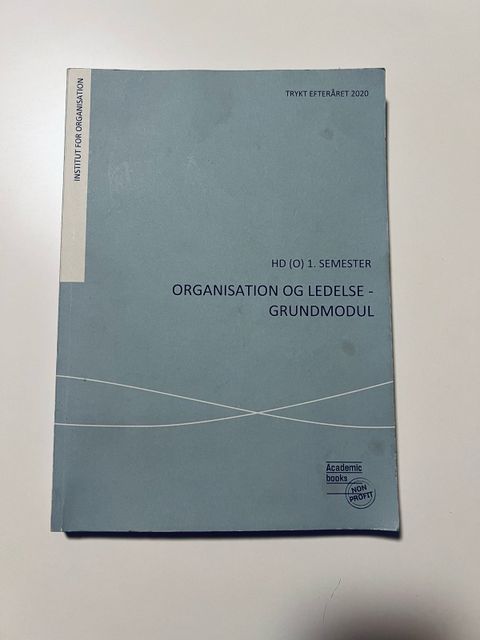 INSTITUT FOR ORGANISATION
TRYKT EFTERÅRET 2020
HD (O) 1. SEMESTER
ORGANISATION OG LEDELSE -
GRUNDMODUL
Academic
books
NON
PROFIT